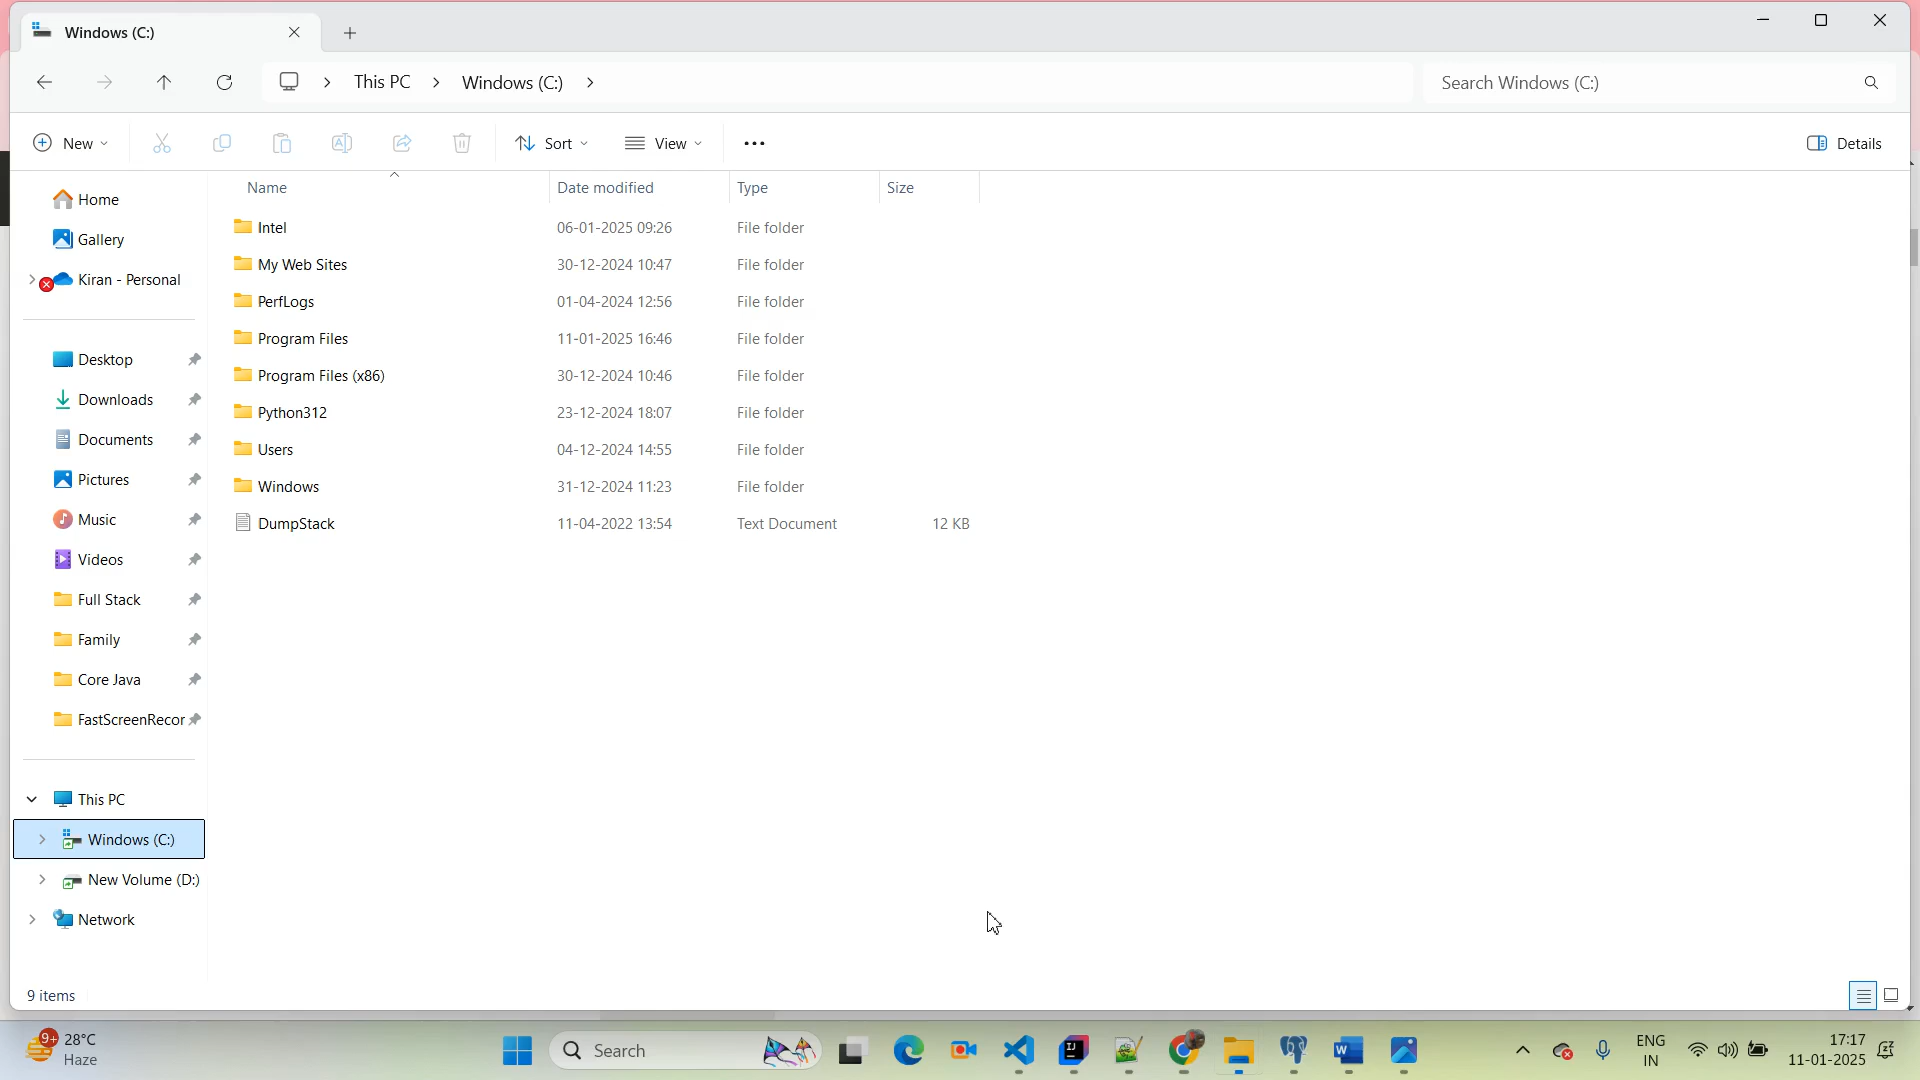 Windows (C:)
This PC > Windows (C:) >
Search Windows (C:)
New
Sort
View
Details
Name Date modified Type Size
Home
Gallery
Kiran - Personal
Desktop
Downloads
Documents
Pictures
Music
Videos
Full Stack
Family
Core Java
FastScreenRecor
This PC
Windows (C:)
New Volume (D:)
Network
Intel 06-01-2025 09:26 File folder
My Web Sites 30-12-2024 10:47 File folder
PerfLogs 01-04-2024 12:56 File folder
Program Files 11-01-2025 16:46 File folder
Program Files (x86) 30-12-2024 10:46 File folder
Python312 23-12-2024 18:07 File folder
Users 04-12-2024 14:55 File folder
Windows 31-12-2024 11:23 File folder
DumpStack 11-04-2022 13:54 Text Document 12 KB
9 items
9+
28°C
Haze
Search
IJ
W
ENG
IN
17:17
11-01-2025